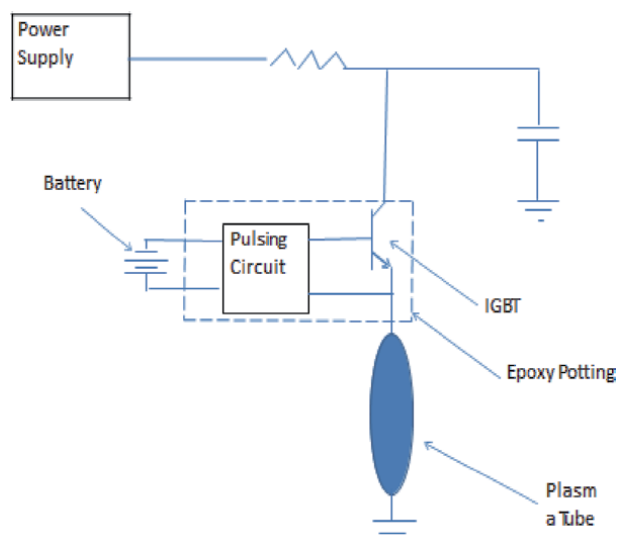 Power
Supply
Battery
Pulsing
Circuit
IGBT
Epoxy Potting
Plasm
a Tube